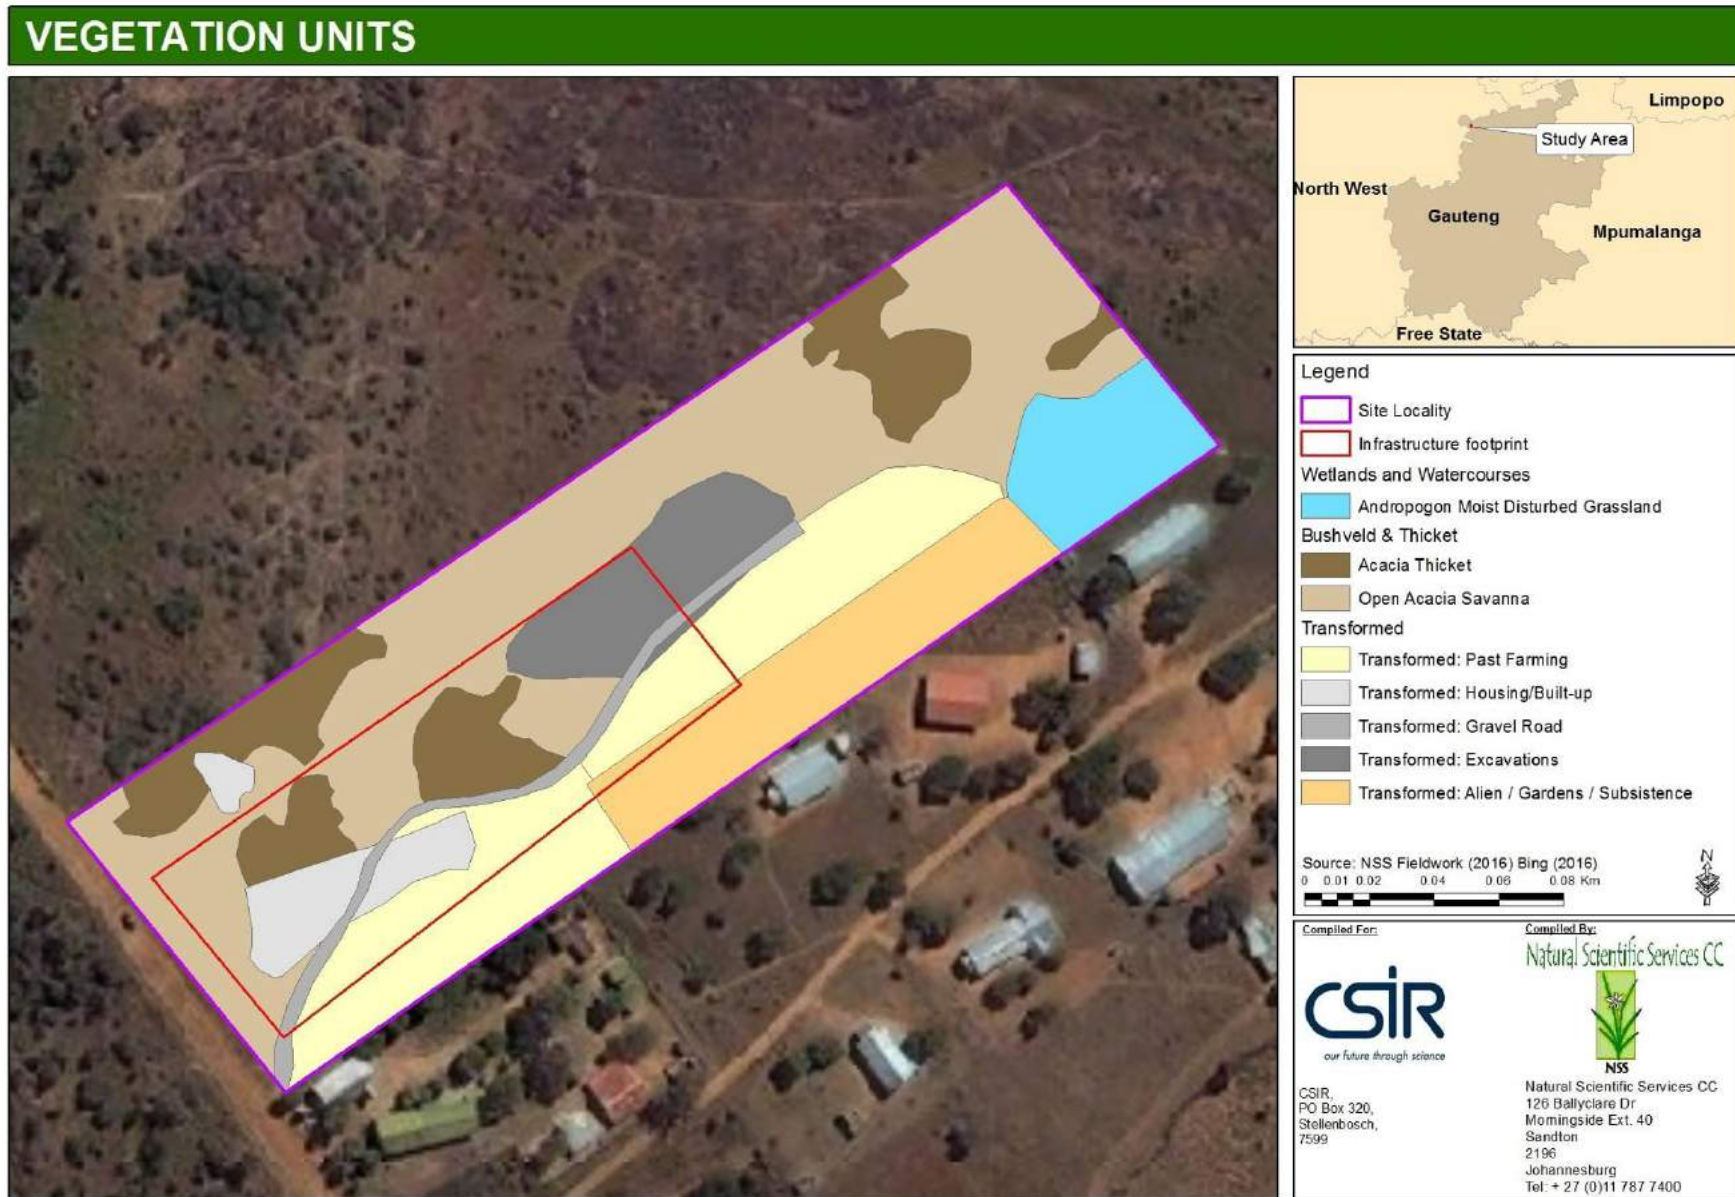 VEGETATION UNITS
Limpopo
Study Area
North West
Gauteng
Mpumalanga
Free State
Legend
Site Locality
Infrastructure footprint
Wetlands and Watercourses
Andropogon Moist Disturbed Grassland
Bushveld & Thicket
Acacia Thicket
Open Acacia Savanna
Transformed
Transformed: Past Farming
Transformed: Housing/Built-up
Transformed: Gravel Road
Transformed: Excavations
Transformed: Alien / Gardens / Subsistence
Source: NSS Fieldwork (2016) Bing (2016)
0 0.01 0.02 0.04 0.06 0.08 Km
N
Compiled For:
CSIR
our future through science
CSIR,
PO Box 320,
Stellenbosch,
7599
Compiled By:
Natural Scientific Services CC
NSS
Natural Scientific Services CC
126 Ballyclare Dr
Morningside Ext. 40
Sandton
2196
Johannesburg
Tel: + 27 (0)11 787 7400